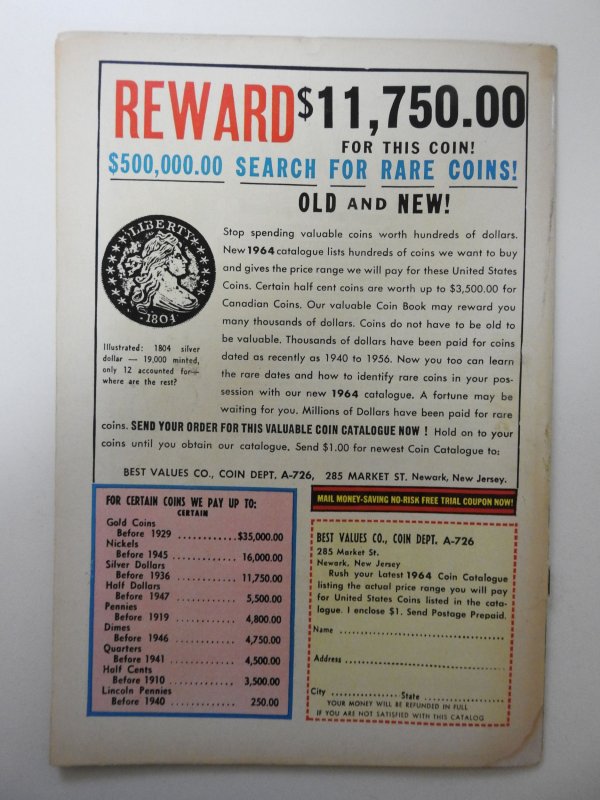 REWARD $11,750.00
FOR THIS COIN!
$500,000.00 SEARCH FOR RARE COINS!
OLD AND NEW!
LIBERTY
1804
Illustrated: 1804 silver
dollar — 19,000 minted,
only 12 accounted for—
where are the rest?
Stop spending valuable coins worth hundreds of dollars.
New 1964 catalogue lists hundreds of coins we want to buy
and gives the price range we will pay for these United States
Coins. Certain half cent coins are worth up to $3,500.00 for
Canadian Coins. Our valuable Coin Book may reward you
many thousands of dollars. Coins do not have to be old to
be valuable. Thousands of dollars have been paid for coins
dated as recently as 1940 to 1956. Now you too can learn
the rare dates and how to identify rare coins in your pos-
session with our new 1964 catalogue. A fortune may be
waiting for you. Millions of Dollars have been paid for rare
coins. SEND YOUR ORDER FOR THIS VALUABLE COIN CATALOGUE NOW ! Hold on to your
coins until you obtain our catalogue. Send $1.00 for newest Coin Catalogue to:
BEST VALUES CO., COIN DEPT. A-726, 285 MARKET ST. Newark, New Jersey.
FOR CERTAIN COINS WE PAY UP TO:
CERTAIN
Gold Coins
Before 1929 .............$35,000.00
Nickels
Before 1945 ............. 16,000.00
Silver Dollars
Before 1936 ............. 11,750.00
Half Dollars
Before 1947 ............. 5,500.00
Pennies
Before 1919 ............. 4,800.00
Dimes
Before 1946 ............. 4,750.00
Quarters
Before 1941 ............. 4,500.00
Half Cents
Before 1910 ............. 3,500.00
Lincoln Pennies
Before 1940 ............. 250.00
MAIL MONEY-SAVING NO-RISK FREE TRIAL COUPON NOW!
BEST VALUES CO., COIN DEPT. A-726
285 Market St.
Newark, New Jersey
Rush your Latest 1964 Coin Catalogue
listing the actual price range you will pay
for United States Coins listed in the cata-
logue. I enclose $1. Send Postage Prepaid.
Name ................................
Address ................................
City ................ State ................
YOUR MONEY WILL BE REFUNDED IN FULL
IF YOU ARE NOT SATISFIED WITH THIS CATALOG